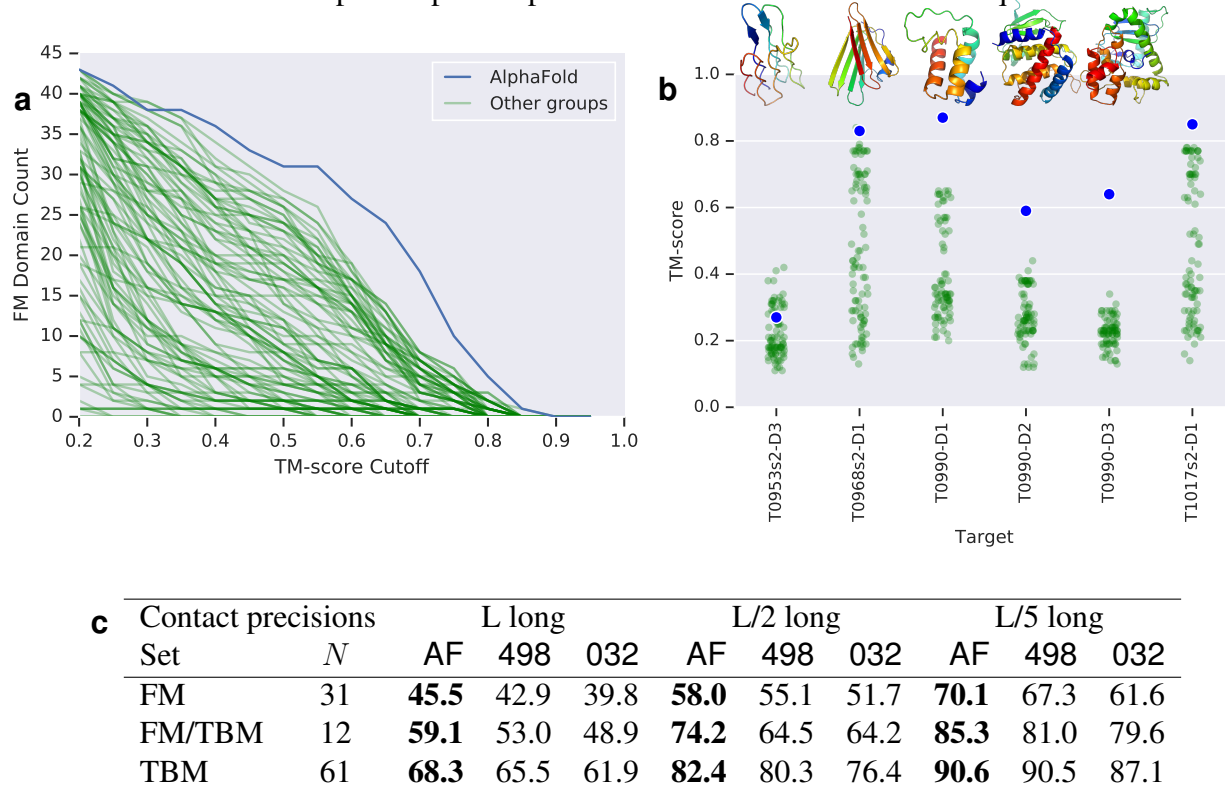 a
45
40
35
30
25
20
15
10
5
0
FM Domain Count
AlphaFold
Other groups
0.2 0.3 0.4 0.5 0.6 0.7 0.8 0.9 1.0
TM-score Cutoff
b
1.0
0.8
0.6
0.4
0.2
0.0
TM-score
T0953s2-D3
T0968s2-D1
T0990-D1
T0990-D2
T0990-D3
T1017s2-D1
Target
c
Contact precisions L long L/2 long L/5 long
Set N AF 498 032 AF 498 032 AF 498 032
FM 31 45.5 42.9 39.8 58.0 55.1 51.7 70.1 67.3 61.6
FM/TBM 12 59.1 53.0 48.9 74.2 64.5 64.2 85.3 81.0 79.6
TBM 61 68.3 65.5 61.9 82.4 80.3 76.4 90.6 90.5 87.1